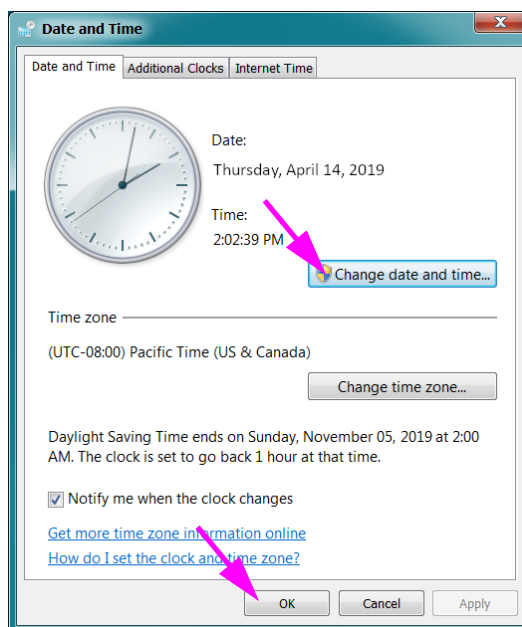 Date and Time
Date and Time Additional Clocks Internet Time
Date:
Thursday, April 14, 2019
Time:
2:02:39 PM
Change date and time...
Time zone
(UTC-08:00) Pacific Time (US & Canada)
Change time zone...
Daylight Saving Time ends on Sunday, November 05, 2019 at 2:00
AM. The clock is set to go back 1 hour at that time.
Notify me when the clock changes
Get more time zone information online
How do I set the clock and time zone?
OK Cancel Apply